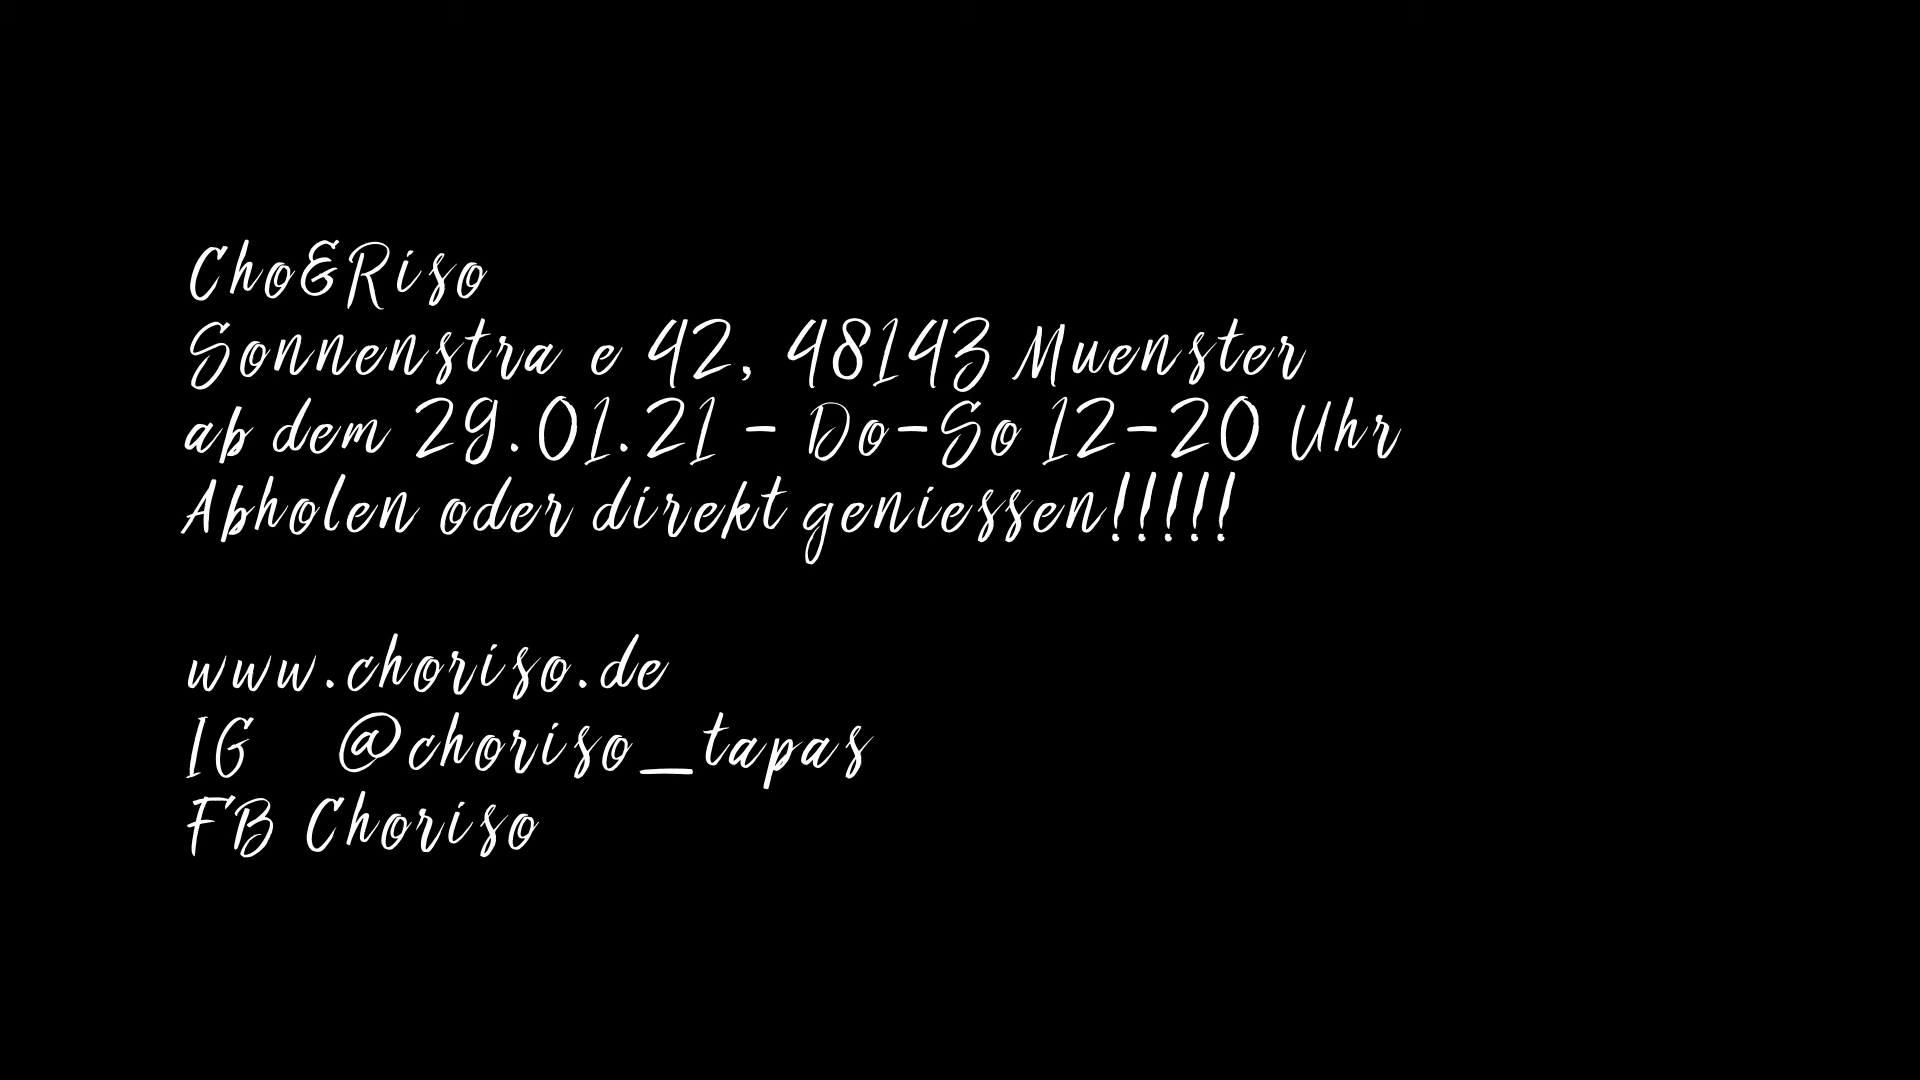 Cho&Riso
Sonnenstra e 42, 48143 Muenster
ab dem 29.01.21 - Do-So 12-20 Uhr
Abholen oder direkt geniessen!!!!!
www.choriso.de
IG @choriso_tapas
FB Choriso